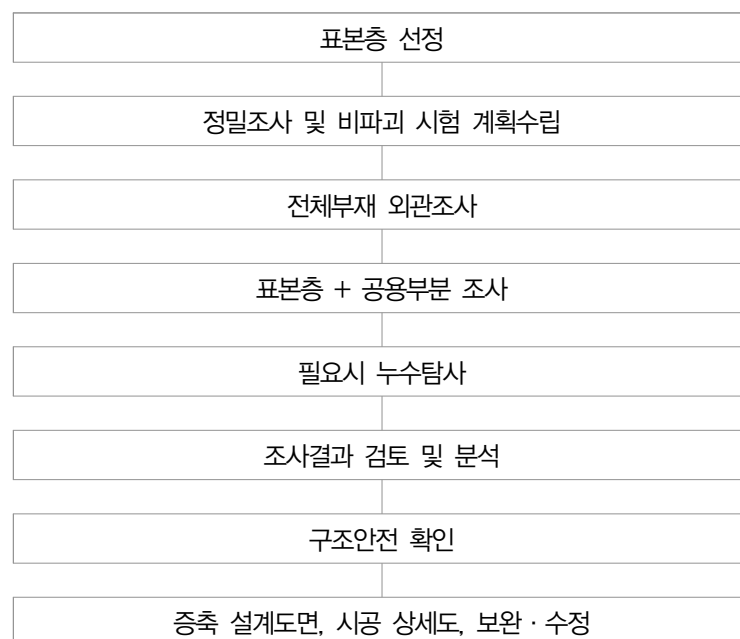 표본층 선정
정밀조사 및 비파괴 시험 계획수립
전체부재 외관조사
표본층 + 공용부분 조사
필요시 누수탐사
조사결과 검토 및 분석
구조안전 확인
증축 설계도면, 시공 상세도, 보완 · 수정